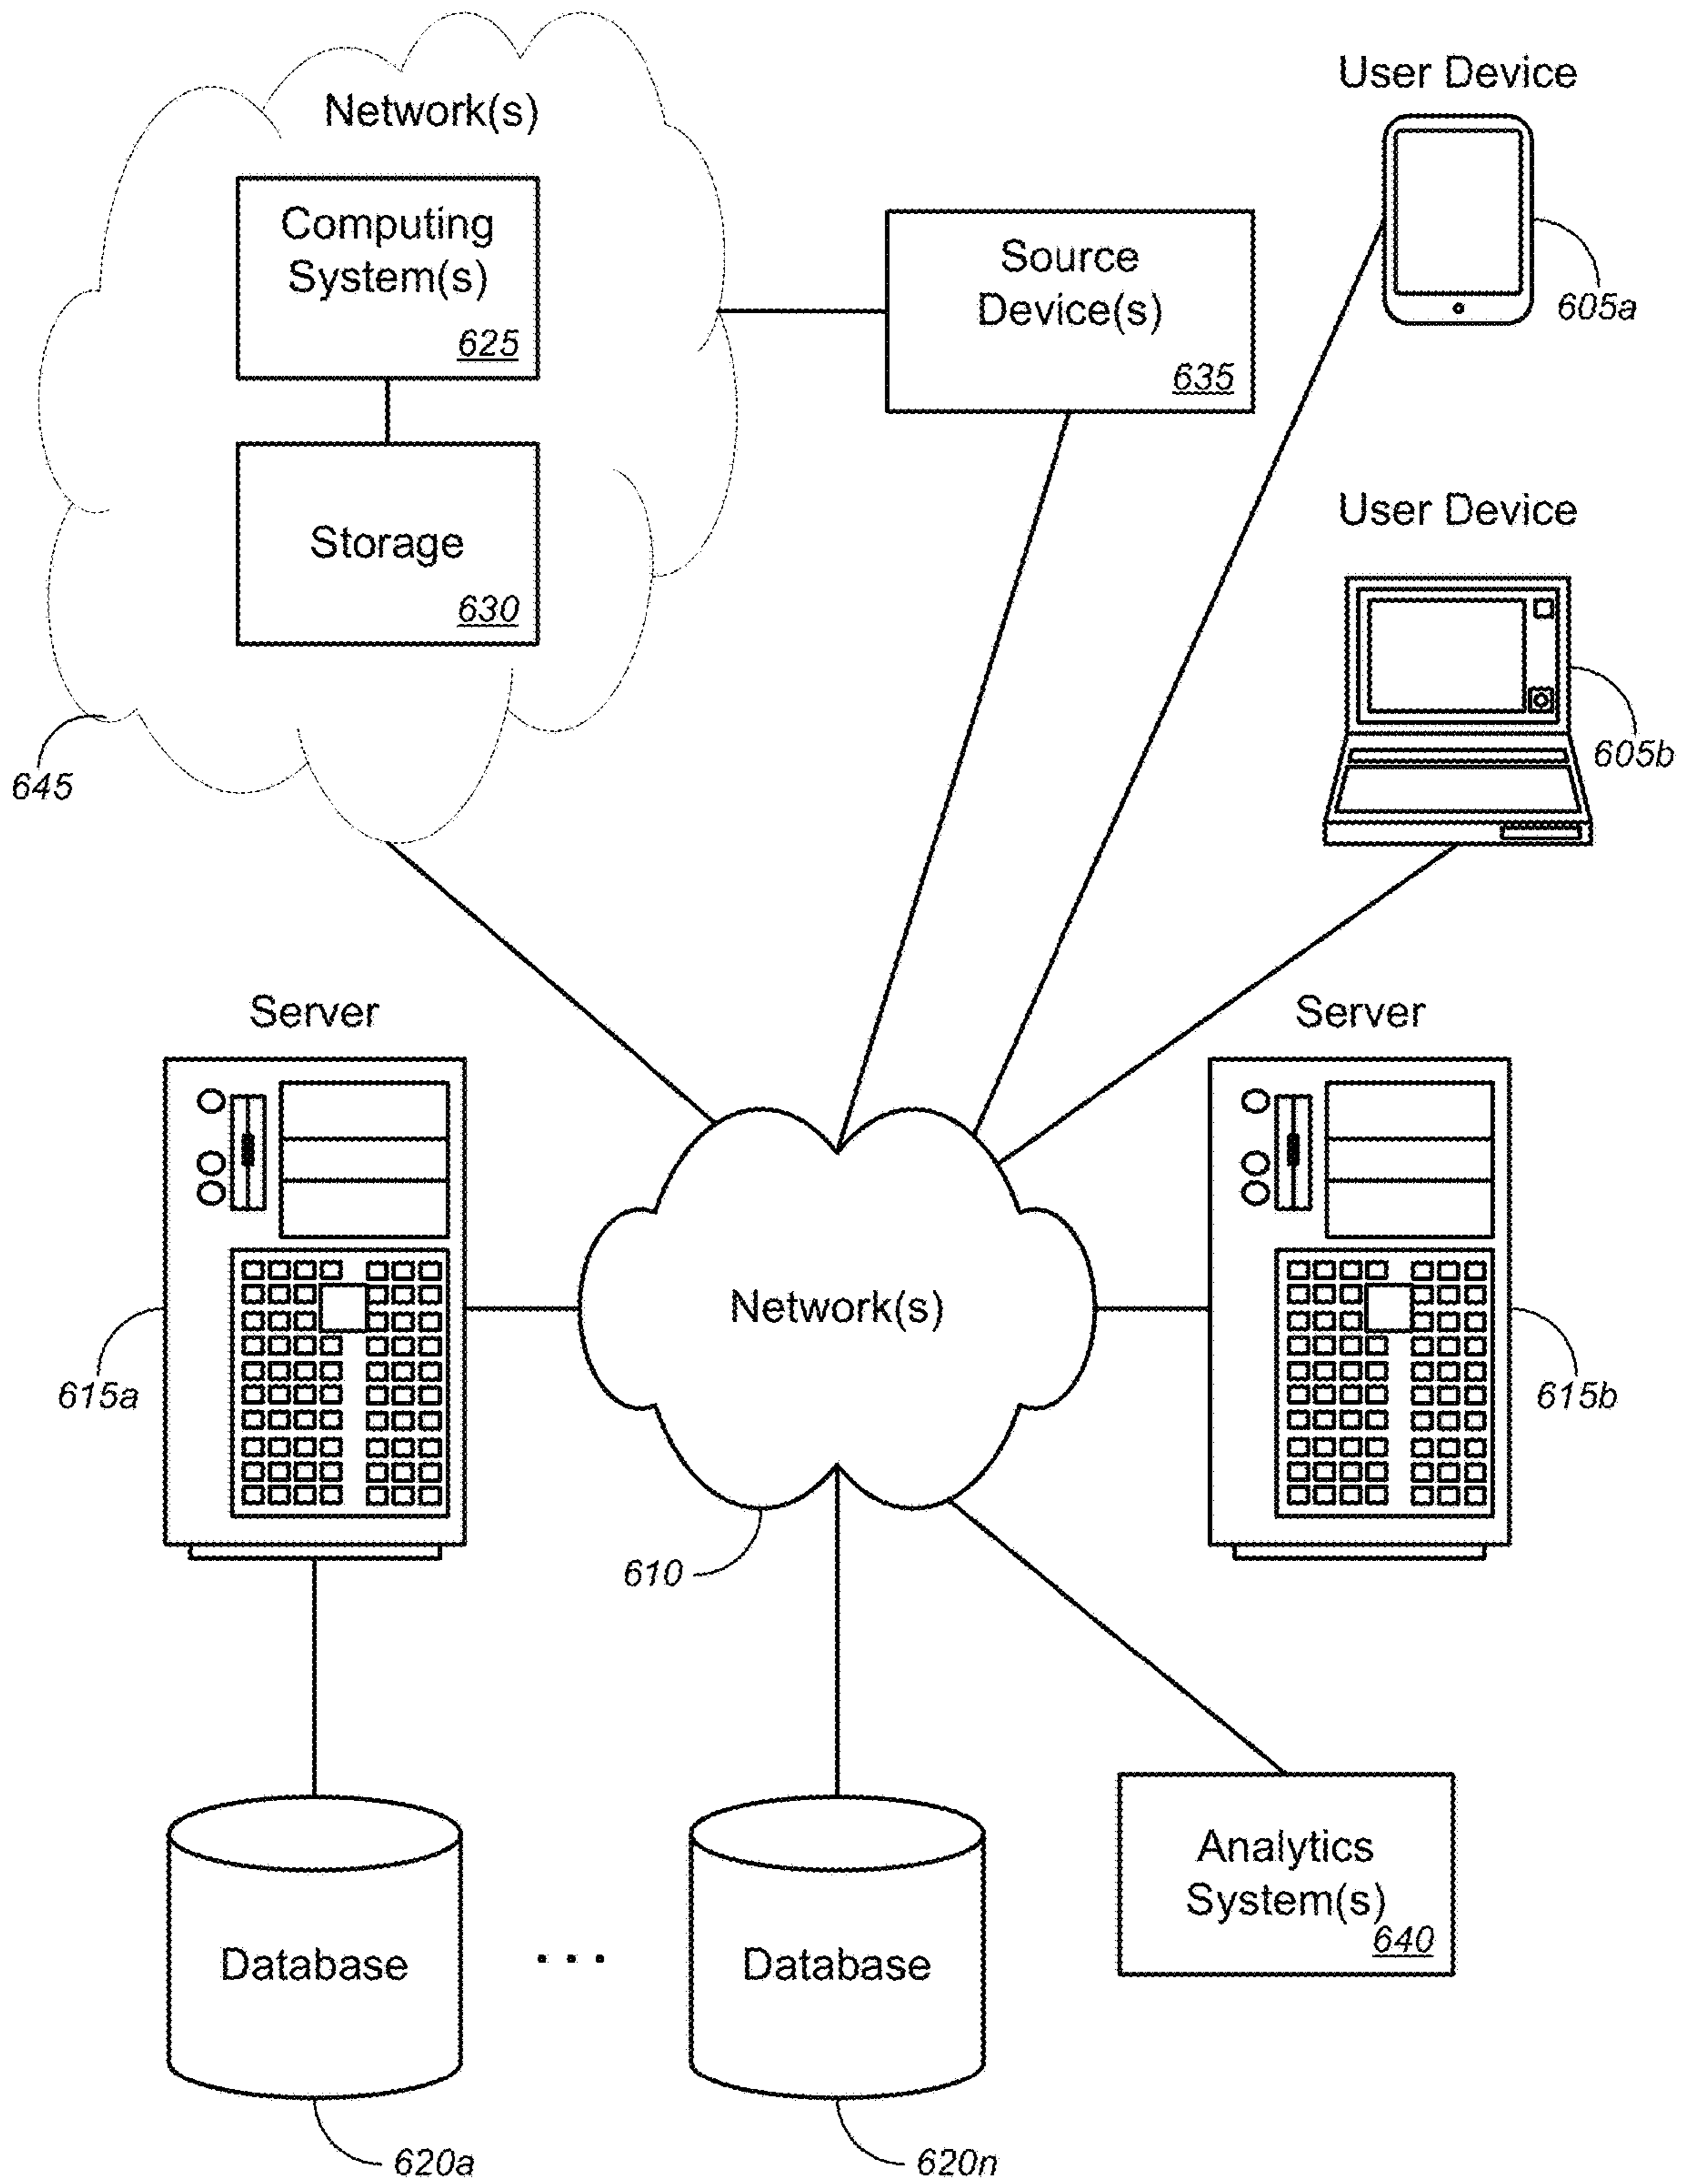 User Device
Network(s)
Computing
System(s)
625
Source
Device(s)
635
605a
Storage
630
User Device
605b
645
Server
Server
Network(s)
615a
615b
610
Analytics
System(s)
640
Database
...
Database
620a
620n